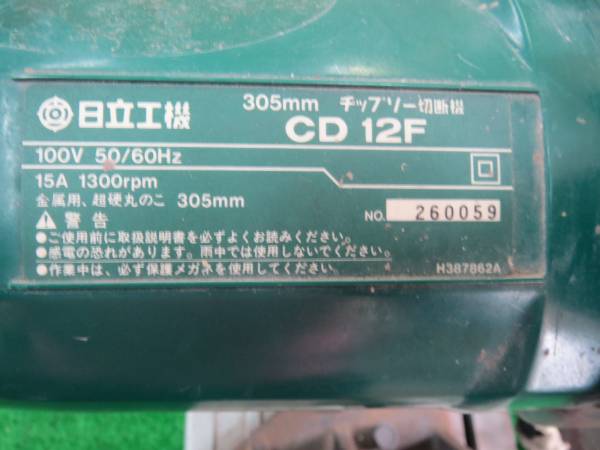 305mm チップソー切断機
日立工機 CD 12F
100V 50/60Hz
15A 1300rpm
金属用、超硬丸のこ 305mm
NO. 260059
警告
●ご使用前に取扱説明書を必ずよくお読みください。
●感電の恐れがあります。雨中では使用しないでください。
●作業中は、必ず保護メガネを使用してください。
H387862A